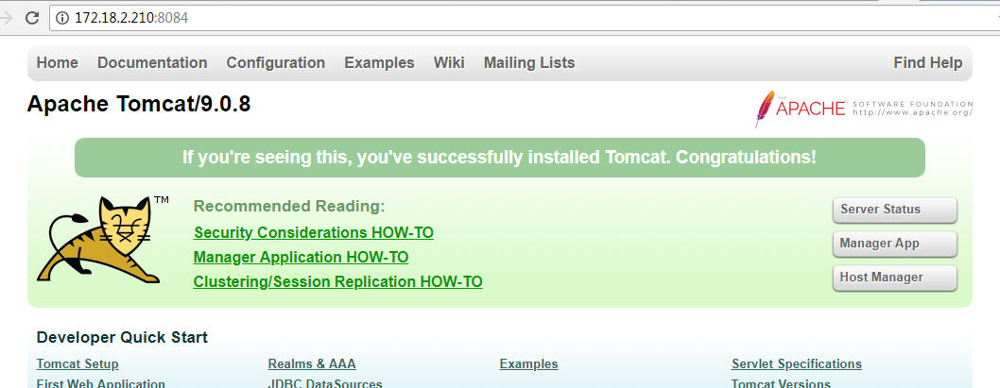 172.18.2.210:8084
Home Documentation Configuration Examples Wiki Mailing Lists Find Help
Apache Tomcat/9.0.8
THE
APACHE™ SOFTWARE FOUNDATION
http://www.apache.org/
If you're seeing this, you've successfully installed Tomcat. Congratulations!
TM
Recommended Reading:
Security Considerations HOW-TO
Manager Application HOW-TO
Clustering/Session Replication HOW-TO
Server Status
Manager App
Host Manager
Developer Quick Start
Tomcat Setup Realms & AAA Examples Servlet Specifications
First Web Application JDBC DataSources Tomcat Versions